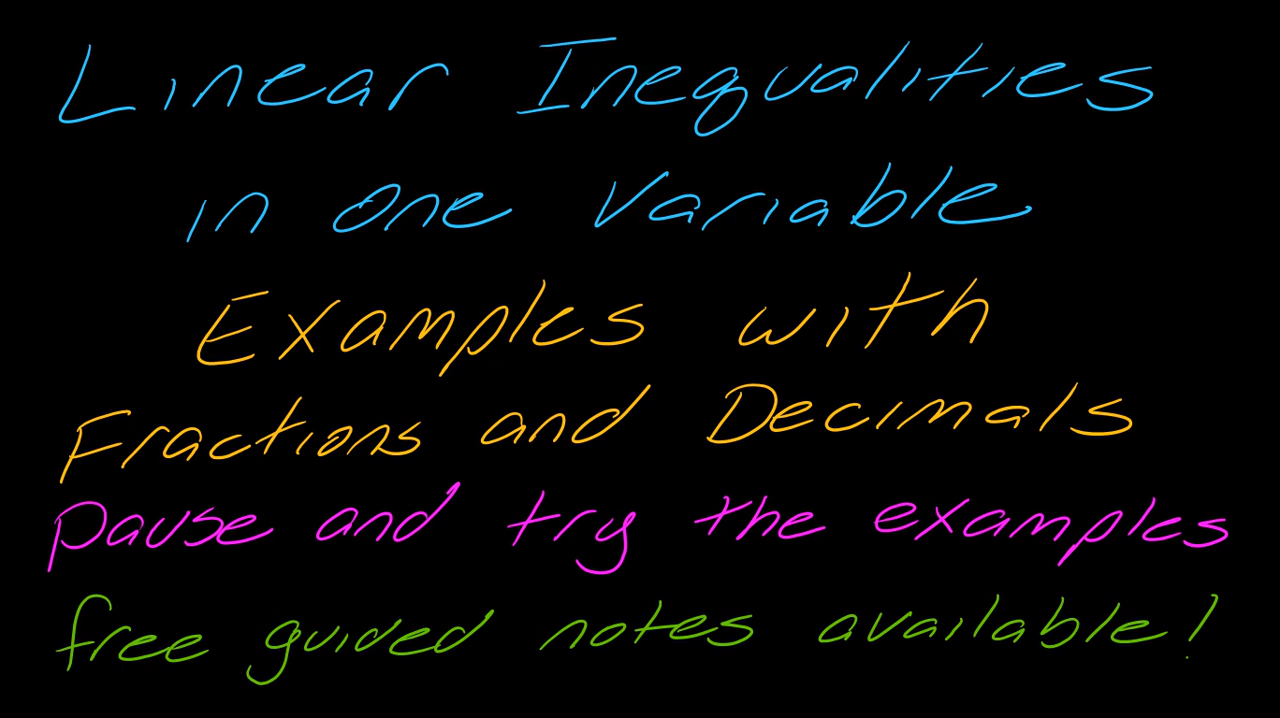 Linear Inequalities
in one Variable
Examples with
Fractions and Decimals
pause and try the examples
free guided notes available!